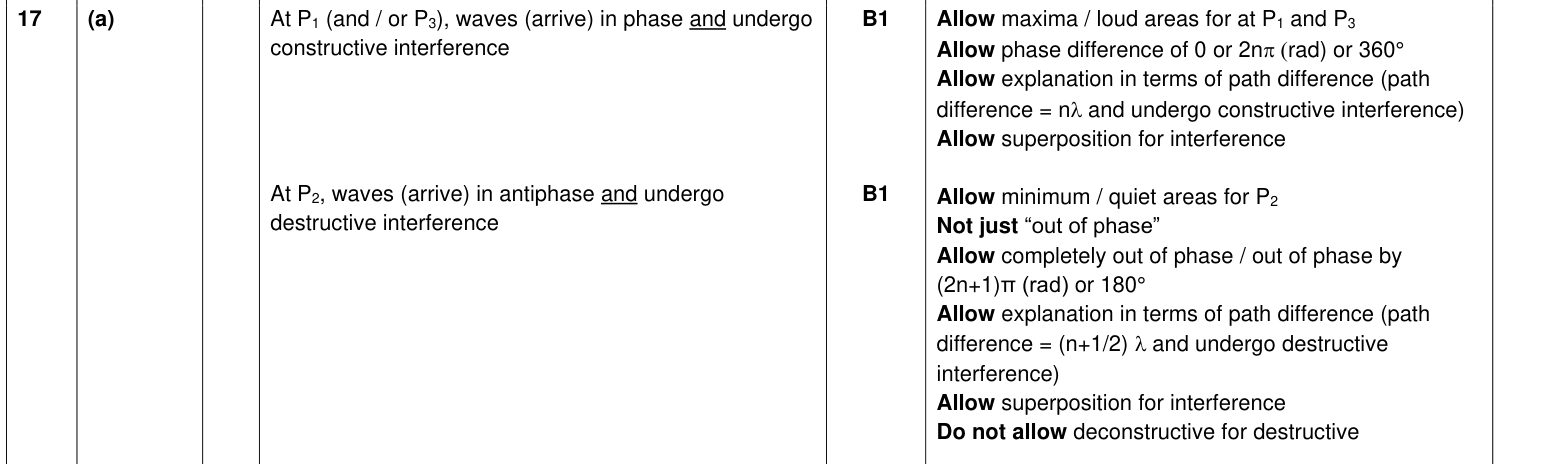 17 (a) At P₁ (and / or P₃), waves (arrive) in phase and undergo
constructive interference
B1
Allow maxima / loud areas for at P₁ and P₃
Allow phase difference of 0 or 2nπ (rad) or 360°
Allow explanation in terms of path difference (path
difference = nλ and undergo constructive interference)
Allow superposition for interference
At P₂, waves (arrive) in antiphase and undergo
destructive interference
B1
Allow minimum / quiet areas for P₂
Not just “out of phase”
Allow completely out of phase / out of phase by
(2n+1)π (rad) or 180°
Allow explanation in terms of path difference (path
difference = (n+1/2) λ and undergo destructive
interference)
Allow superposition for interference
Do not allow deconstructive for destructive